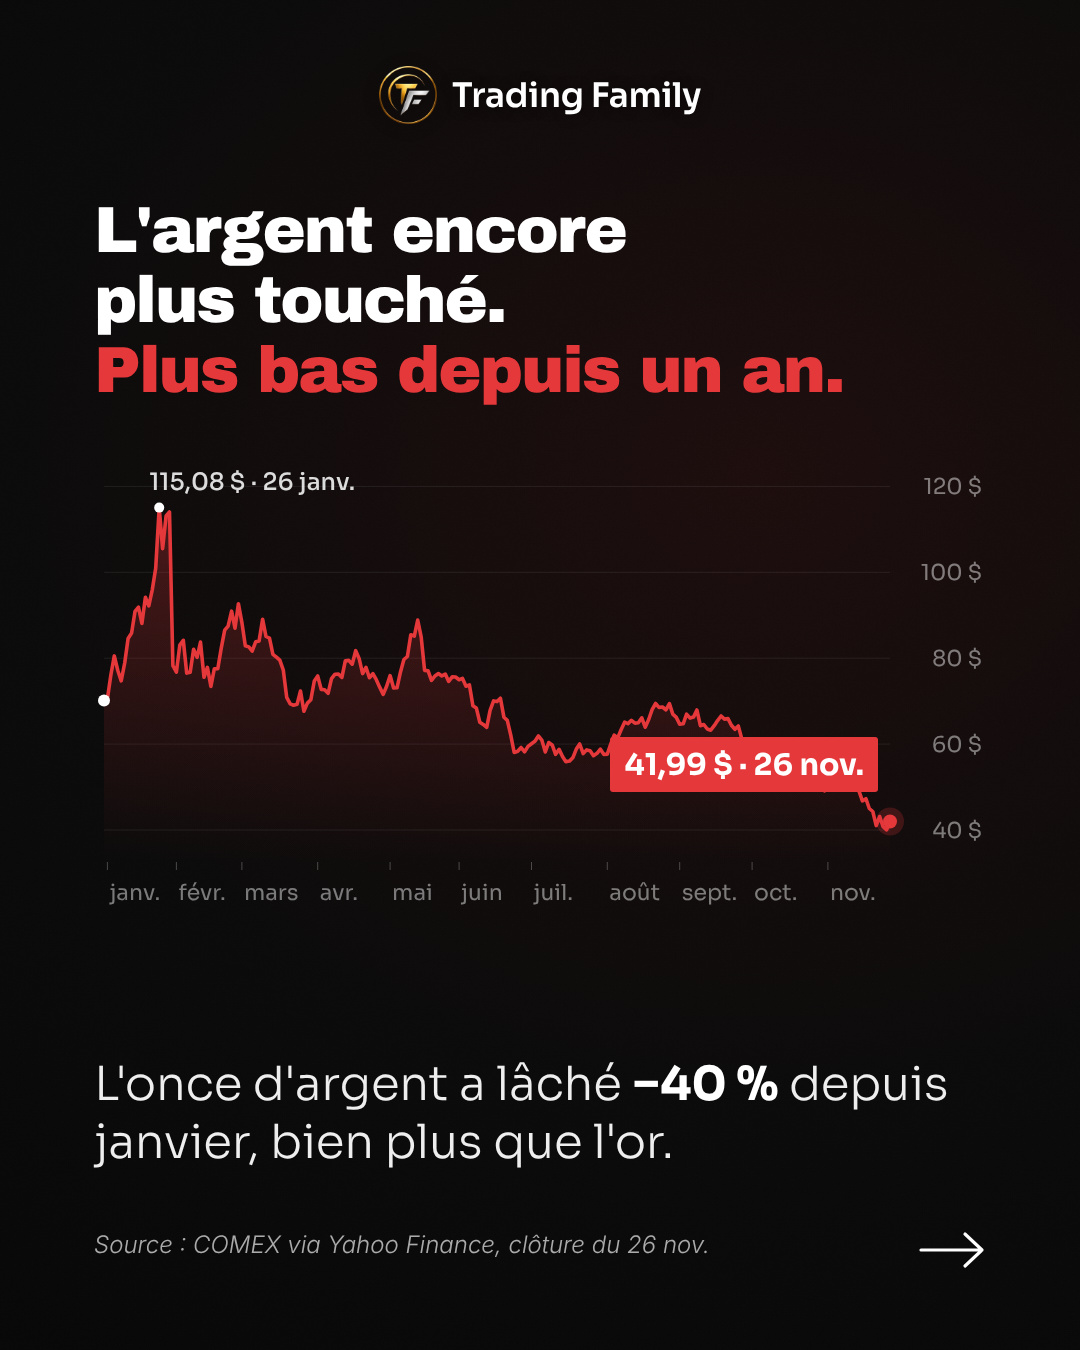 TF Trading Family
L'argent encore
plus touché.
Plus bas depuis un an.
115,08 $ · 26 janv.
120 $
100 $
80 $
60 $
41,99 $ · 26 nov.
40 $
janv. févr. mars avr. mai juin juil. août sept. oct. nov.
L'once d'argent a lâché −40 % depuis
janvier, bien plus que l'or.
Source : COMEX via Yahoo Finance, clôture du 26 nov.